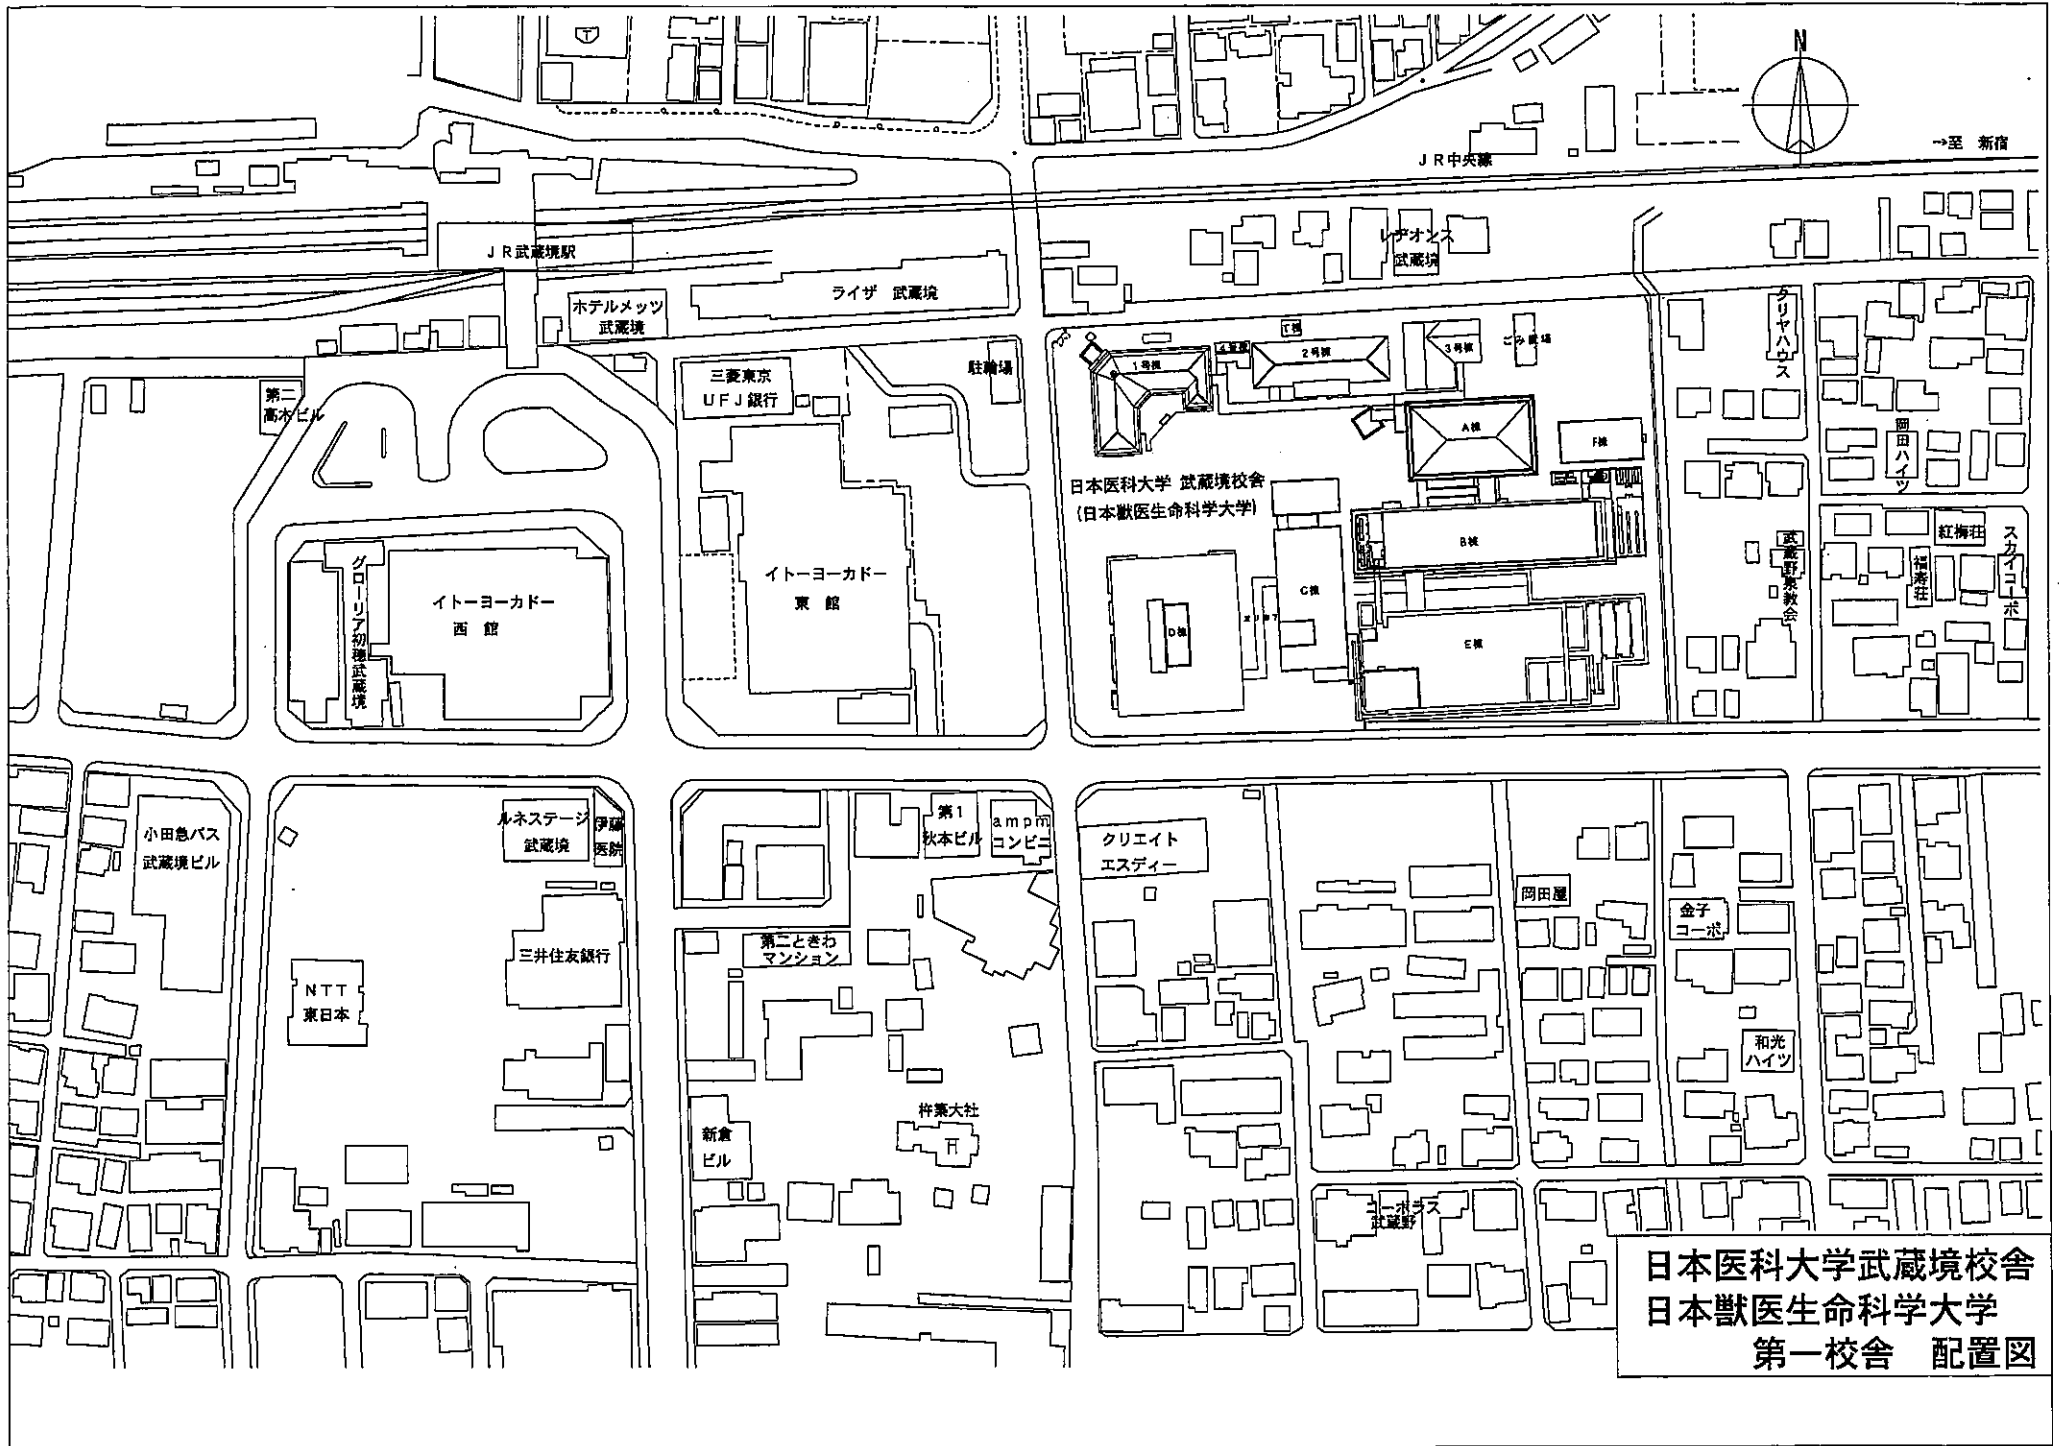 N
→至 新宿
JR中央線
JR武蔵境駅
レヂオンス
武蔵境
ホテルメッツ
武蔵境
ライザ 武蔵境
タリヤハウス
T棟
1号棟
2号棟
3号棟
ごみ置場
三菱東京
UFJ銀行
駐輪場
第二
高木ビル
A棟
F棟
岡田ハイツ
日本医科大学 武蔵境校舎
(日本獣医生命科学大学)
B棟
C棟
D棟
E棟
武蔵野泉教会
紅梅荘
福寿荘
スカイコーポ
グローリア初穂武蔵境
イトーヨーカドー
西 館
イトーヨーカドー
東 館
小田急バス
武蔵境ビル
ルネステージ
武蔵境
伊藤
医院
第1
秋本ビル
ampm
コンビニ
クリエイト
エスディー
岡田屋
金子
コーポ
三井住友銀行
第二ときわ
マンション
NTT
東日本
和光
ハイツ
杵築大社
新倉
ビル
コーポラス
武蔵野
日本医科大学武蔵境校舎
日本獣医生命科学大学
第一校舎 配置図